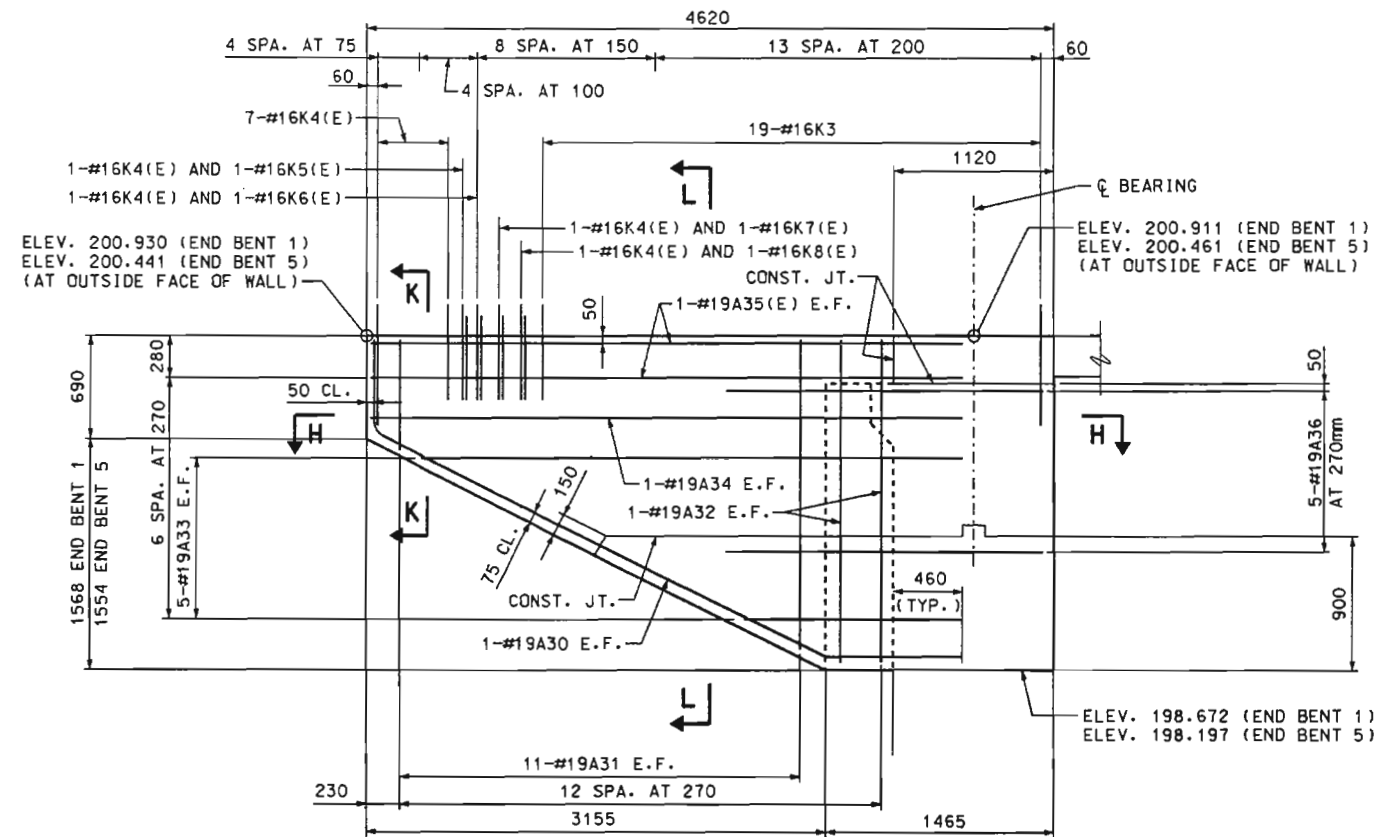 4620
4 SPA. AT 75
8 SPA. AT 150
13 SPA. AT 200
60
60
4 SPA. AT 100
7-#16K4(E)
19-#16K3
1-#16K4(E) AND 1-#16K5(E)
1120
1-#16K4(E) AND 1-#16K6(E)
L
℄ BEARING
ELEV. 200.930 (END BENT 1)
ELEV. 200.441 (END BENT 5)
(AT OUTSIDE FACE OF WALL)
1-#16K4(E) AND 1-#16K7(E)
1-#16K4(E) AND 1-#16K8(E)
ELEV. 200.911 (END BENT 1)
ELEV. 200.461 (END BENT 5)
(AT OUTSIDE FACE OF WALL)
K
CONST. JT.
1-#19A35(E) E.F.
50
690
280
50
50 CL.
H
H
6 SPA. AT 270
5-#19A33 E.F.
1-#19A34 E.F.
1-#19A32 E.F.
5-#19A36
AT 270mm
K
150
75 CL.
1568 END BENT 1
1554 END BENT 5
460
(TYP.)
CONST. JT.
900
1-#19A30 E.F.
L
ELEV. 198.672 (END BENT 1)
ELEV. 198.197 (END BENT 5)
11-#19A31 E.F.
230
12 SPA. AT 270
3155
1465